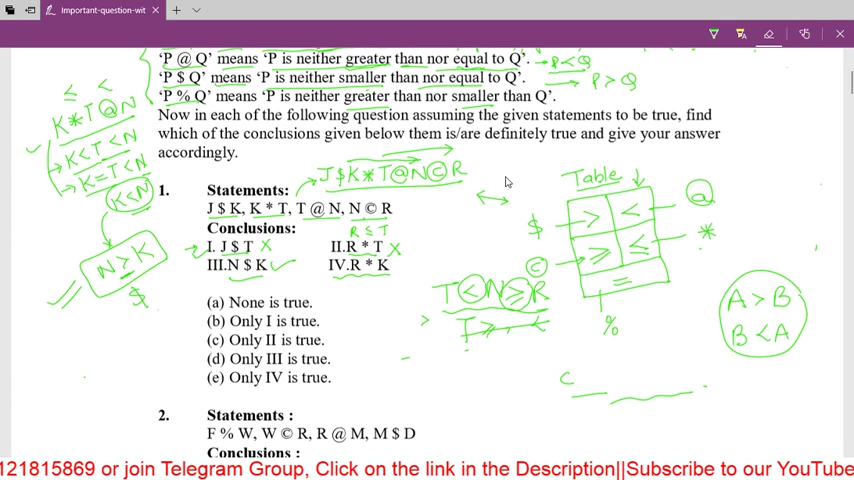 Important-question-wit
'P @ Q' means 'P is neither greater than nor equal to Q'. → P < Q
'P $ Q' means 'P is neither smaller than nor equal to Q'. → P > Q
'P % Q' means 'P is neither greater than nor smaller than Q'.
Now in each of the following question assuming the given statements to be true, find
which of the conclusions given below them is/are definitely true and give your answer
accordingly.
≤ <
K * T @ N
→ K < T < N
→ K = T < N
K < N
N > K
$
J $ K * T @ N © R
1. Statements:
J $ K, K * T, T @ N, N © R
Conclusions:
R ≤ T
I. J $ T X II.R * T X
III.N $ K ✓ IV.R * K
(a) None is true.
(b) Only I is true.
(c) Only II is true.
(d) Only III is true.
(e) Only IV is true.
Table
$ > < @
© ≥ ≤ *
=
%
T < N ≥ R
A > B
B < A
C
2. Statements :
F % W, W © R, R @ M, M $ D
Conclusions :
121815869 or join Telegram Group, Click on the link in the Description||Subscribe to our YouTube